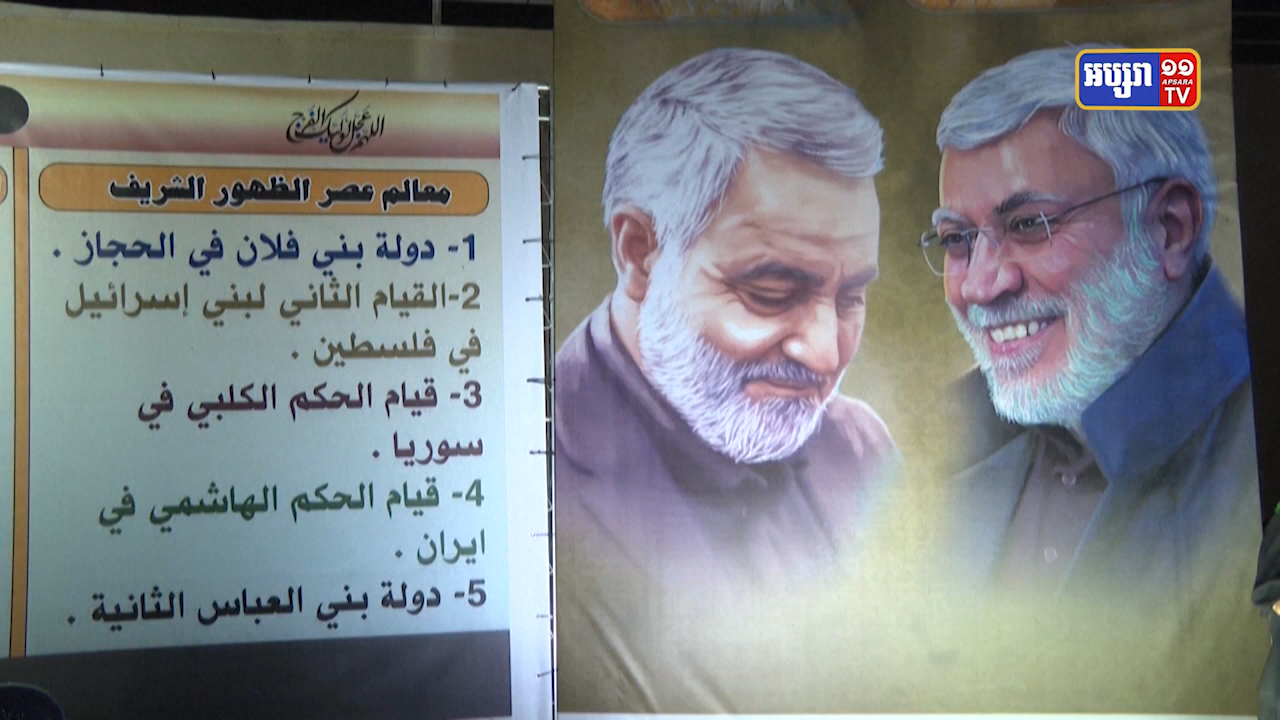 اللهم عجل لوليك الفرج
معالم عصر الظهور الشريف
1- دولة بني فلان في الحجاز .
2-القيام الثاني لبني إسرائيل
في فلسطين .
3- قيام الحكم الكلبي في
سوريا .
4- قيام الحكم الهاشمي في
ايران .
5- دولة بني العباس الثانية .
អប្សរា
១១
APSARA
TV